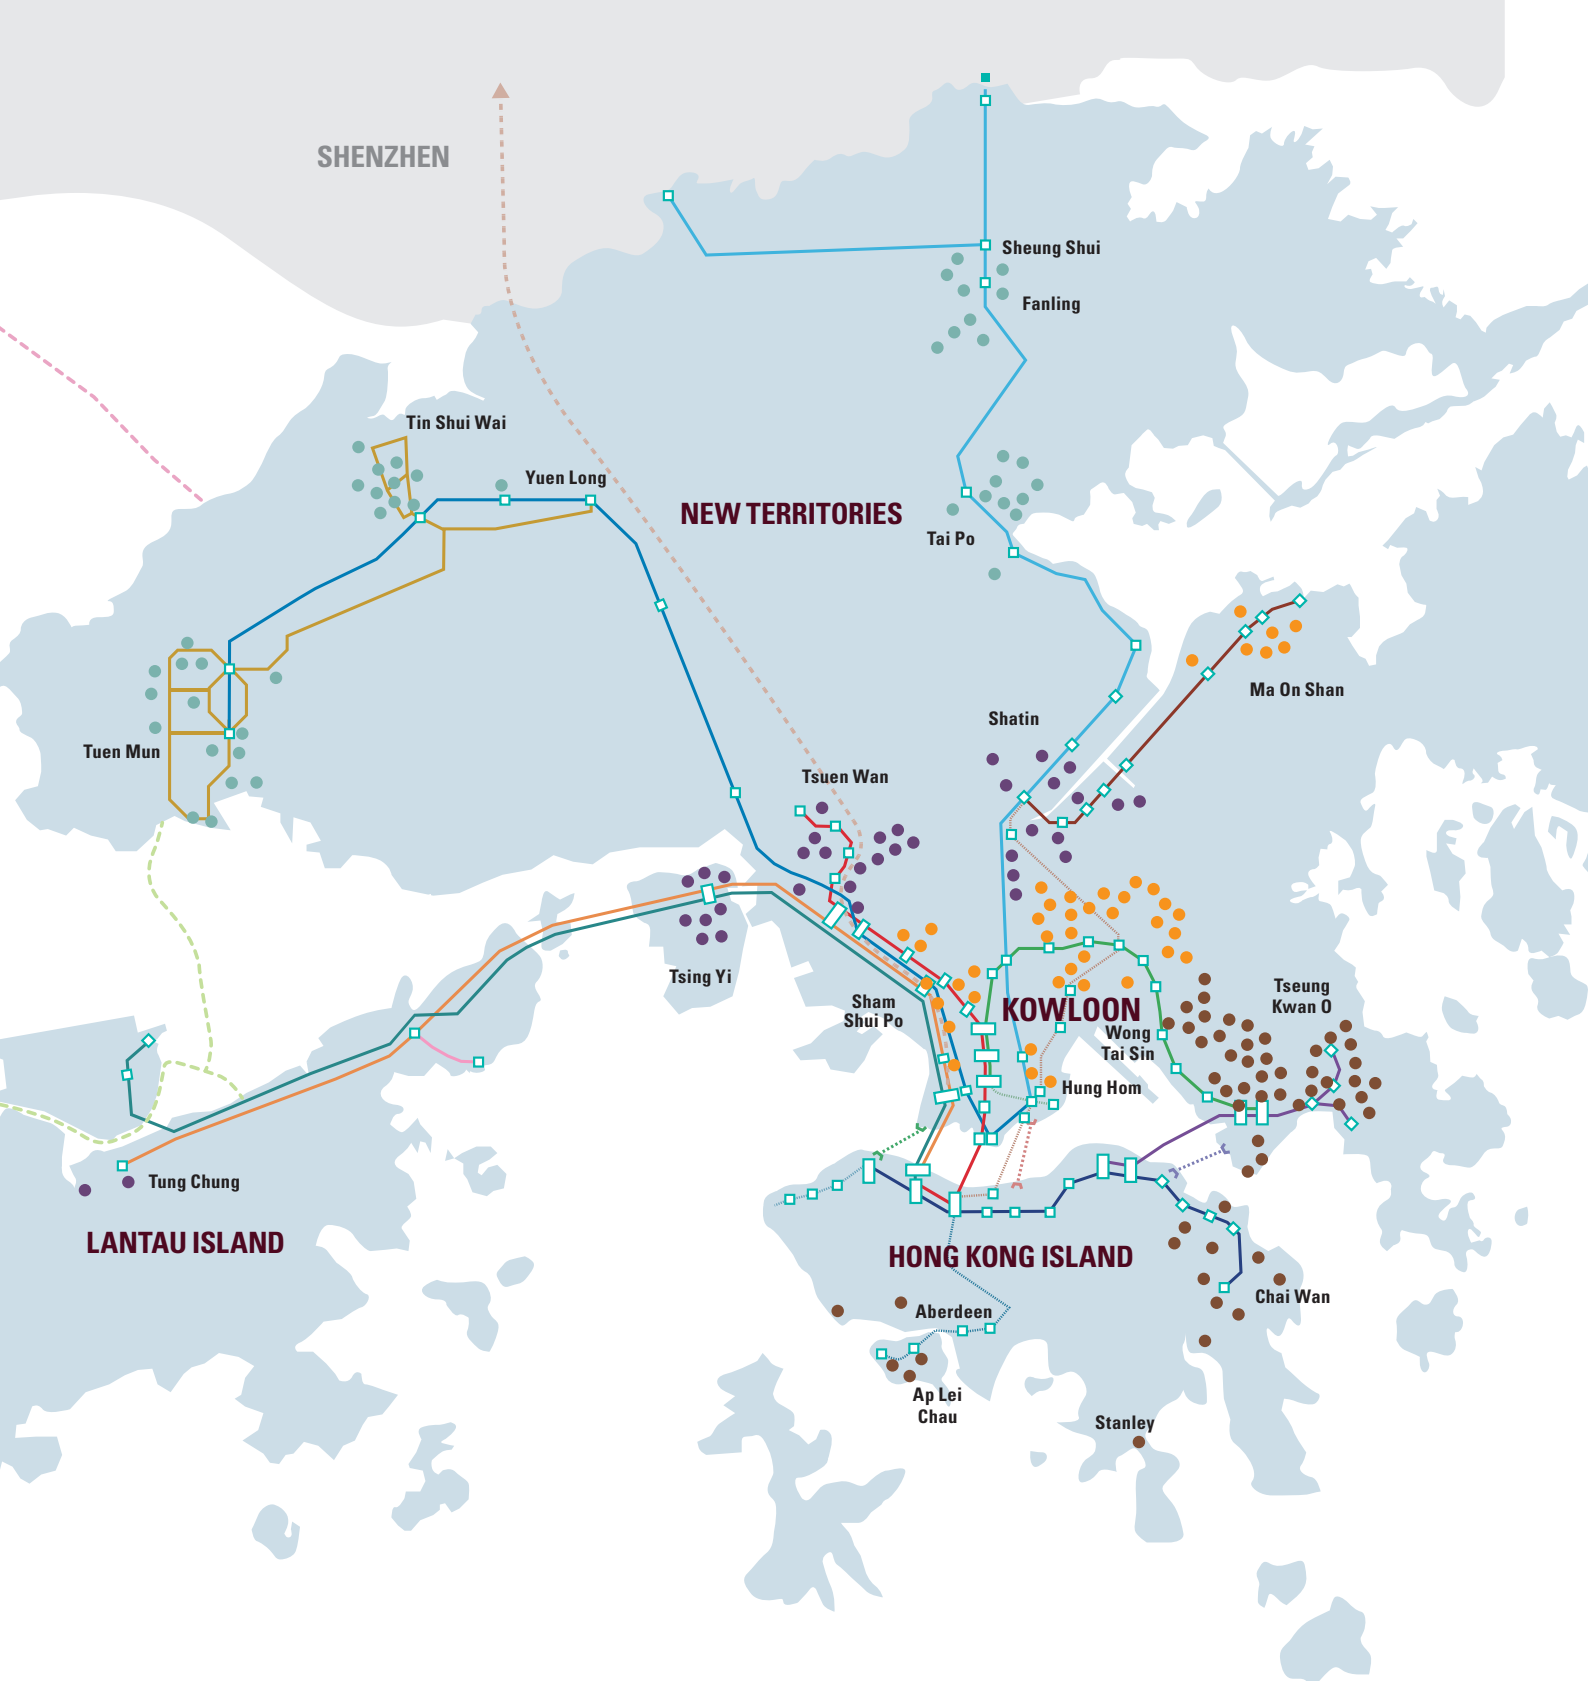 SHENZHEN
Sheung Shui
Fanling
Tin Shui Wai
Yuen Long
NEW TERRITORIES
Tai Po
Ma On Shan
Shatin
Tuen Mun
Tsuen Wan
Tsing Yi
Sham
Shui Po
KOWLOON
Tseung
Kwan O
Wong
Tai Sin
Hung Hom
Tung Chung
LANTAU ISLAND
HONG KONG ISLAND
Chai Wan
Aberdeen
Ap Lei
Chau
Stanley